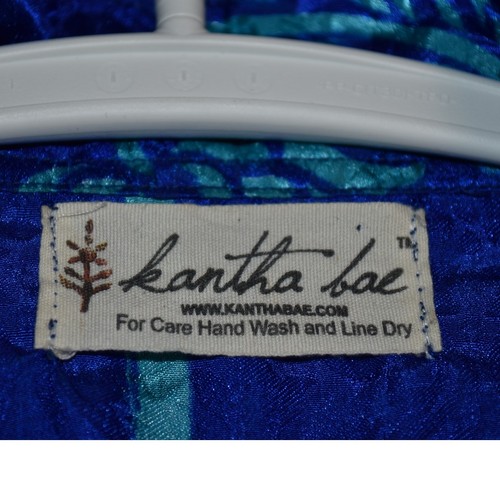 kantha bae™
WWW.KANTHABAE.COM
For Care Hand Wash and Line Dry